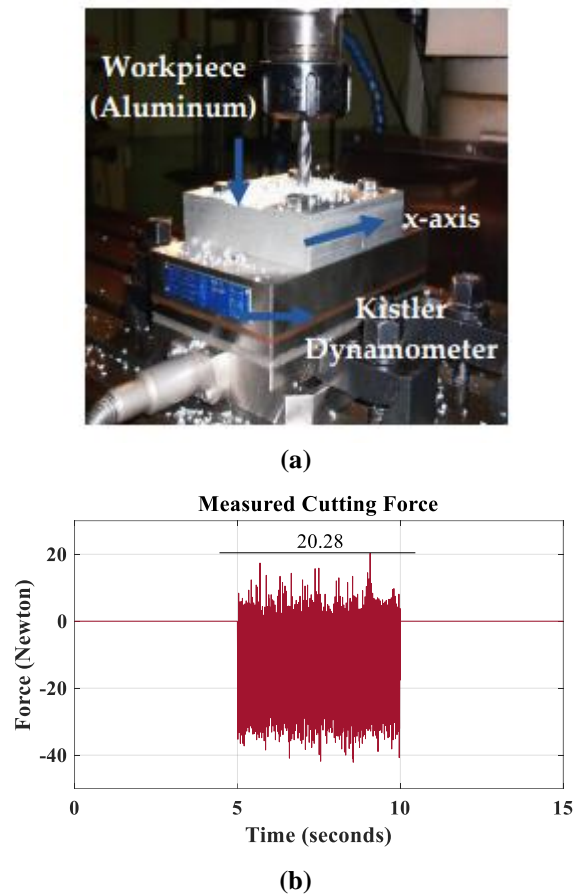 Workpiece
(Aluminum)
x-axis
Kistler
Dynamometer
(a)
Measured Cutting Force
20.28
20
0
-20
-40
Force (Newton)
0
5
10
15
Time (seconds)
(b)